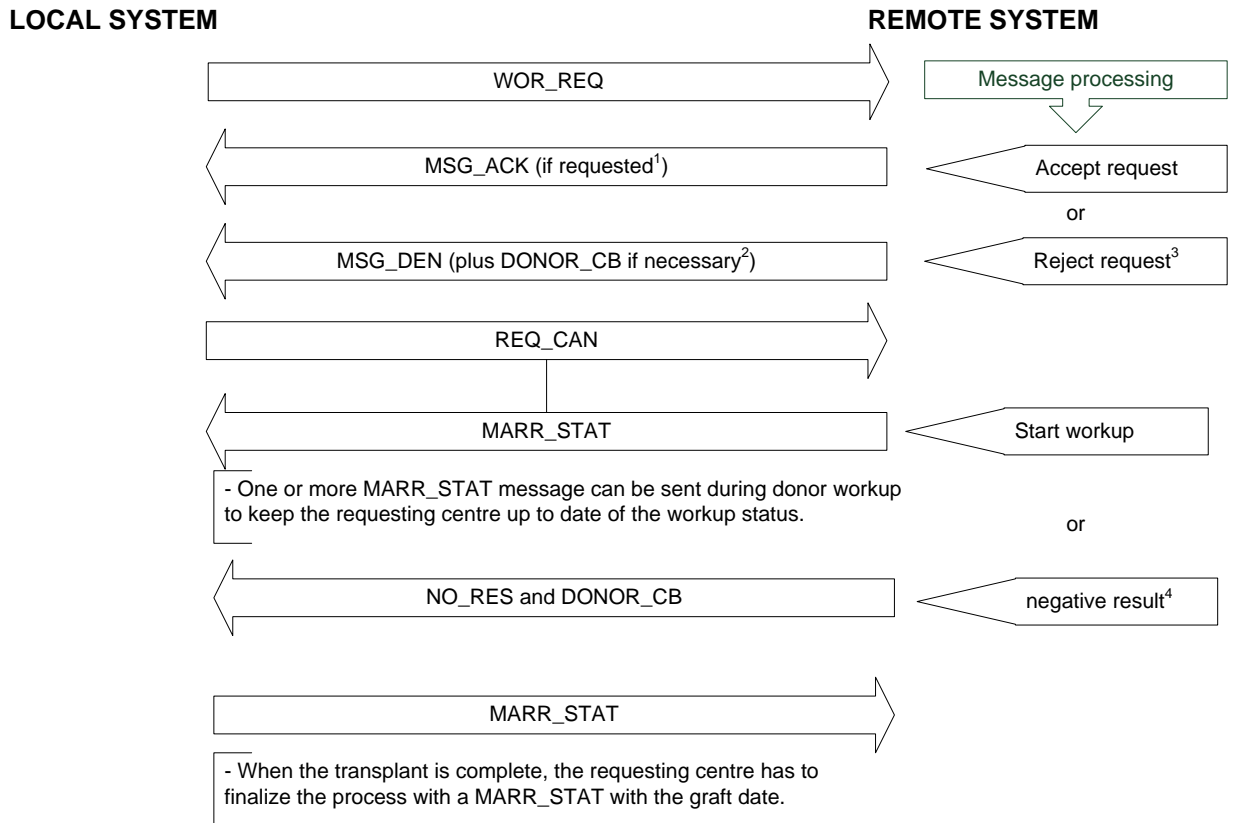 LOCAL SYSTEM
REMOTE SYSTEM
WOR_REQ
Message processing
MSG_ACK (if requested¹)
Accept request
or
MSG_DEN (plus DONOR_CB if necessary²)
Reject request³
REQ_CAN
MARR_STAT
Start workup
- One or more MARR_STAT message can be sent during donor workup
to keep the requesting centre up to date of the workup status.
or
NO_RES and DONOR_CB
negative result⁴
MARR_STAT
- When the transplant is complete, the requesting centre has to
finalize the process with a MARR_STAT with the graft date.